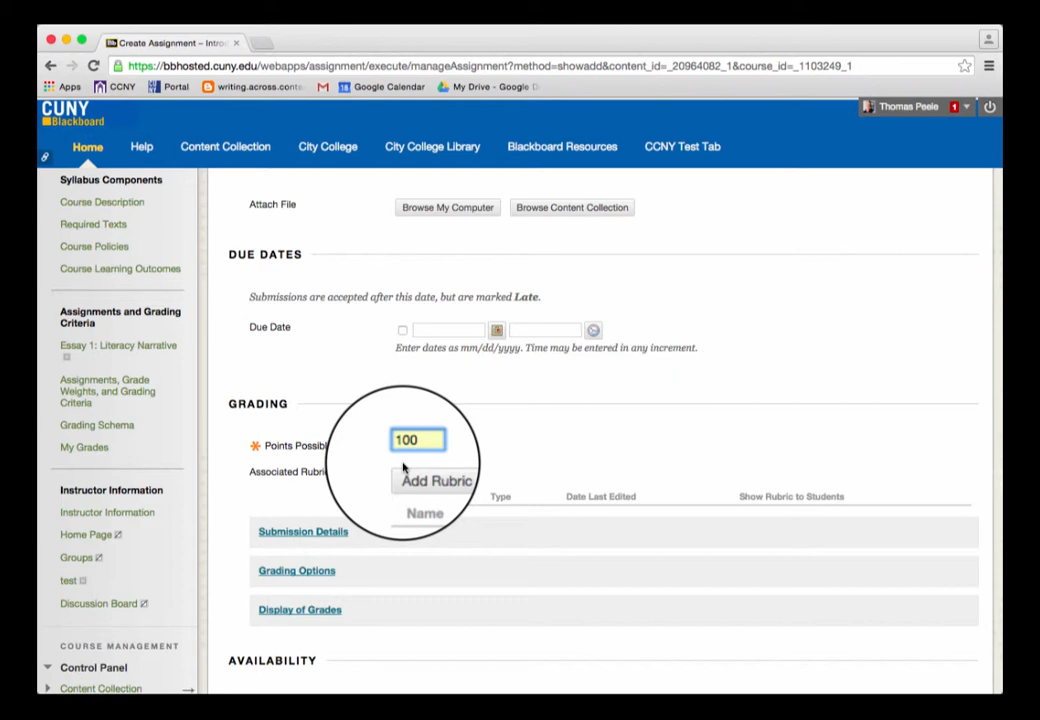 Create Assignment – Intro
https://bbhosted.cuny.edu/webapps/assignment/execute/manageAssignment?method=showadd&content_id=_20964082_1&course_id=_1103249_1
Apps CCNY Portal writing.across.conte Google Calendar My Drive - Google D
CUNY
Blackboard
Thomas Peele 1
Home Help Content Collection City College City College Library Blackboard Resources CCNY Test Tab
Syllabus Components
Course Description
Required Texts
Course Policies
Course Learning Outcomes
Assignments and Grading
Criteria
Essay 1: Literacy Narrative
Assignments, Grade
Weights, and Grading
Criteria
Grading Schema
My Grades
Instructor Information
Instructor Information
Home Page
Groups
test
Discussion Board
COURSE MANAGEMENT
Control Panel
Content Collection
Attach File Browse My Computer Browse Content Collection
DUE DATES
Submissions are accepted after this date, but are marked Late.
Due Date
Enter dates as mm/dd/yyyy. Time may be entered in any increment.
GRADING
Points Possib 100
Associated Rubri Add Rubric
Name Type Date Last Edited Show Rubric to Students
Submission Details
Grading Options
Display of Grades
AVAILABILITY